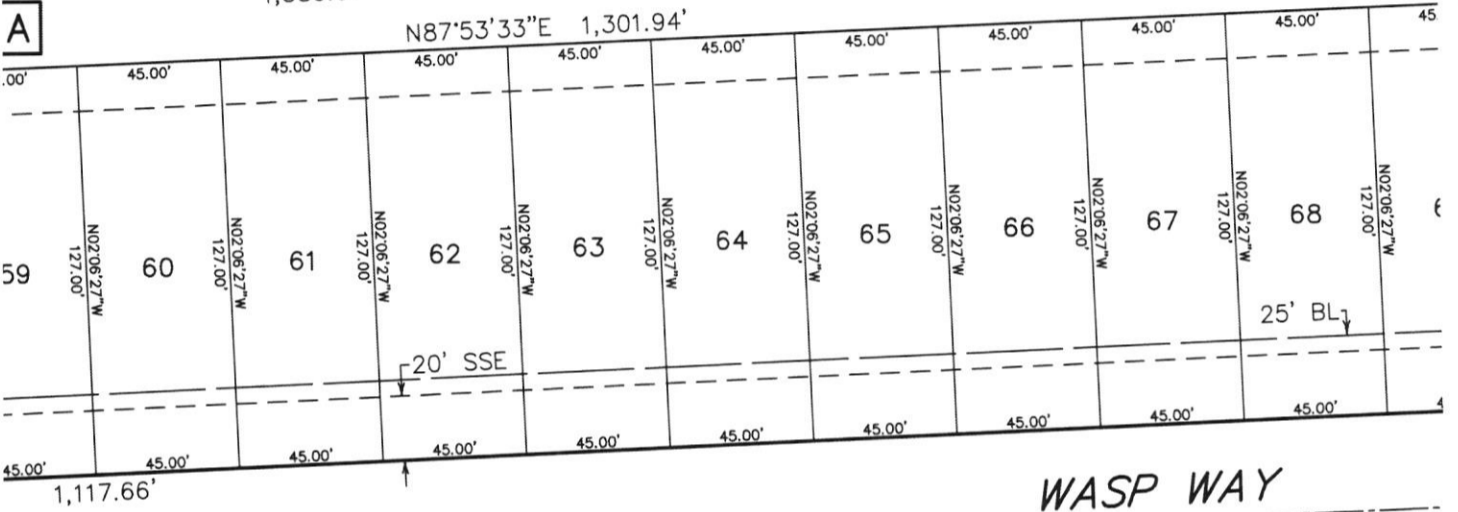 A
N87°53'33"E 1,301.94'
.00' 45.00' 45.00' 45.00' 45.00' 45.00' 45.00' 45.00' 45.00' 45.00' 45.
N02°06'27"W
127.00'
N02°06'27"W
127.00'
N02°06'27"W
127.00'
N02°06'27"W
127.00'
N02°06'27"W
127.00'
N02°06'27"W
127.00'
N02°06'27"W
127.00'
N02°06'27"W
127.00'
N02°06'27"W
127.00'
N02°06'27"W
127.00'
59 60 61 62 63 64 65 66 67 68
25' BL
20' SSE
45.00' 45.00' 45.00' 45.00' 45.00' 45.00' 45.00' 45.00' 45.00' 45.00'
1,117.66'
WASP WAY